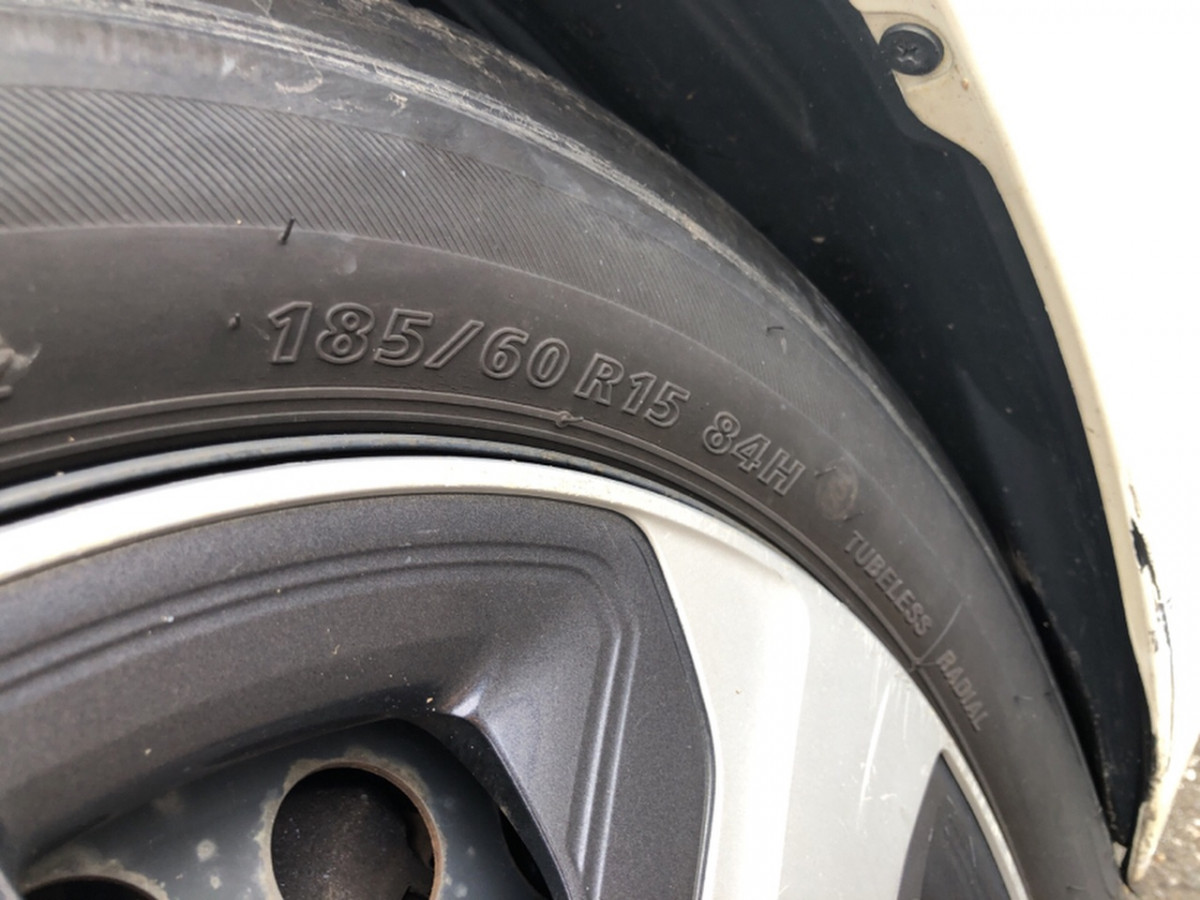 185/60 R15 84H
TUBELESS
RADIAL